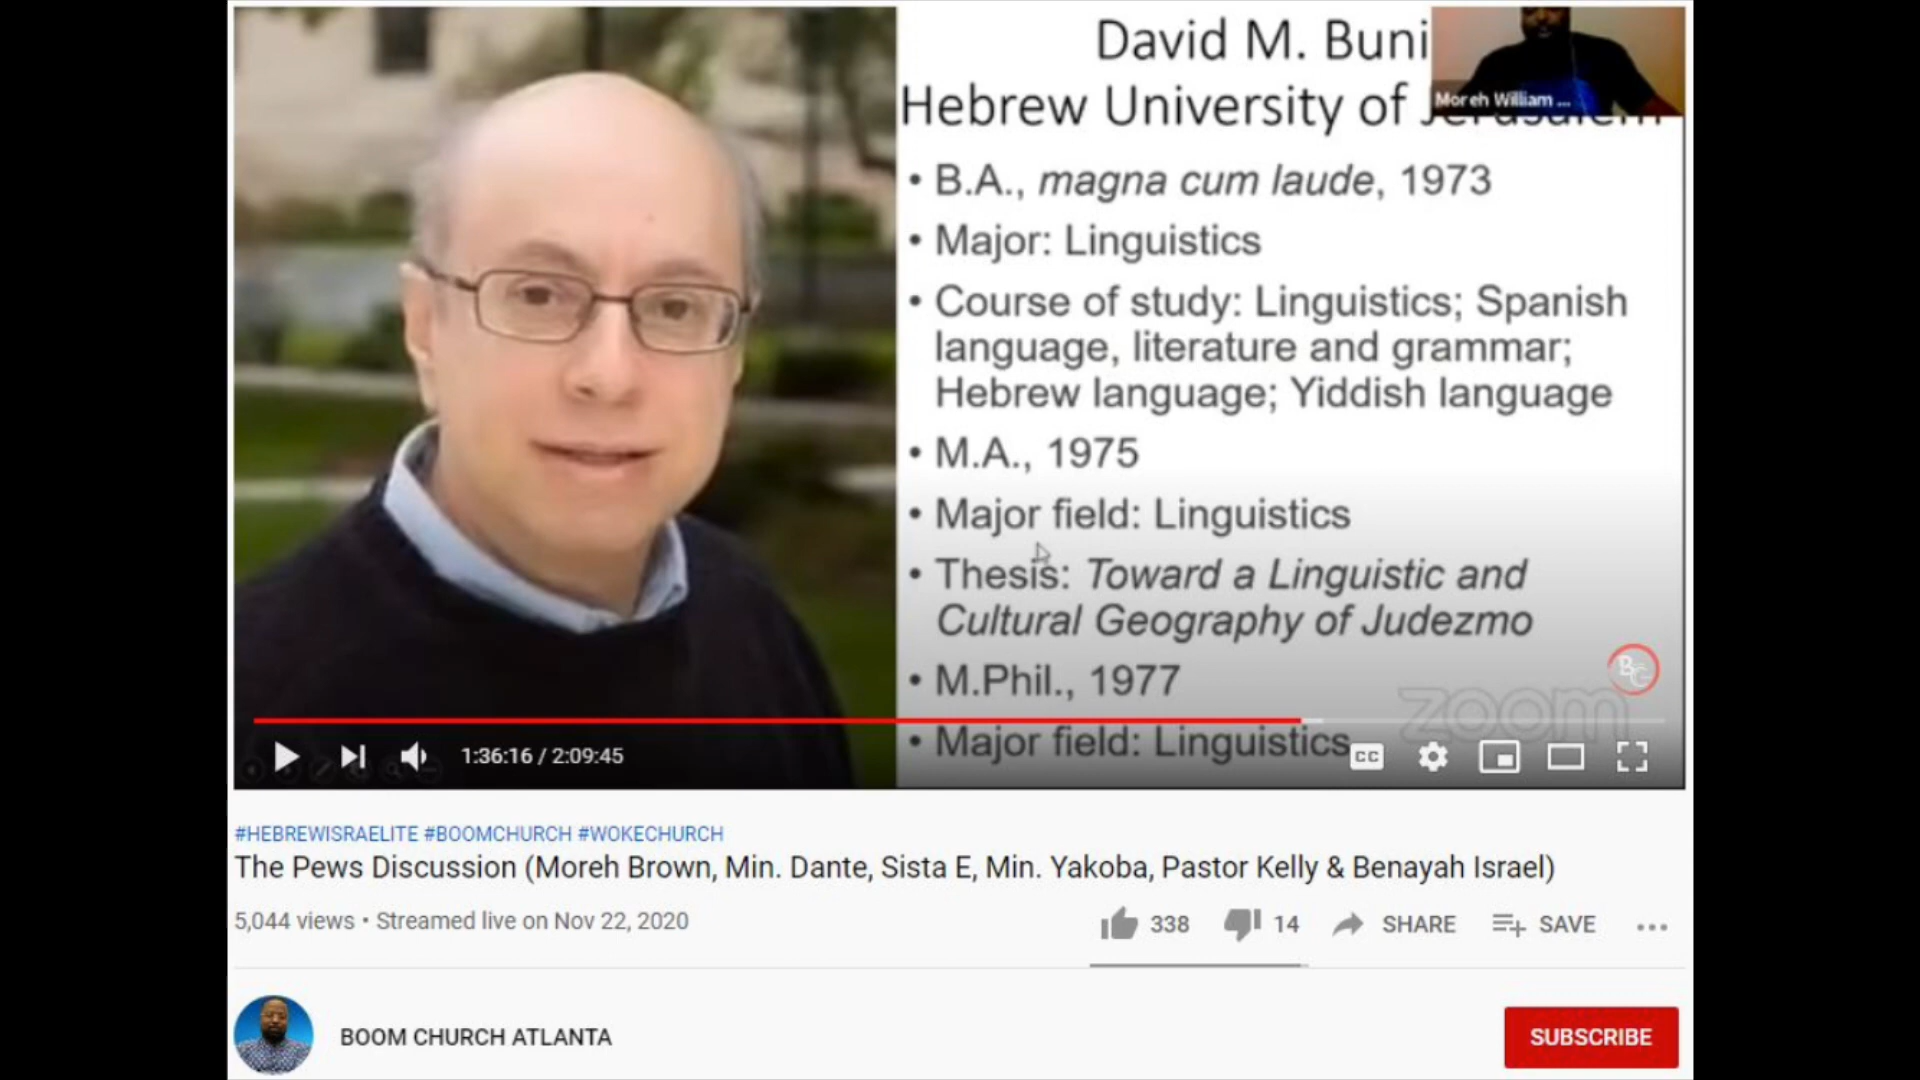 David M. Buni
Hebrew University of Jerusalem
Moreh William ...
• B.A., magna cum laude, 1973
• Major: Linguistics
• Course of study: Linguistics; Spanish
language, literature and grammar;
Hebrew language; Yiddish language
• M.A., 1975
• Major field: Linguistics
• Thesis: Toward a Linguistic and
Cultural Geography of Judezmo
• M.Phil., 1977
• Major field: Linguistics
BC
zoom
1:36:16 / 2:09:45
CC
#HEBREWISRAELITE #BOOMCHURCH #WOKECHURCH
The Pews Discussion (Moreh Brown, Min. Dante, Sista E, Min. Yakoba, Pastor Kelly & Benayah Israel)
5,044 views • Streamed live on Nov 22, 2020
338 14 SHARE SAVE ...
BOOM CHURCH ATLANTA
SUBSCRIBE